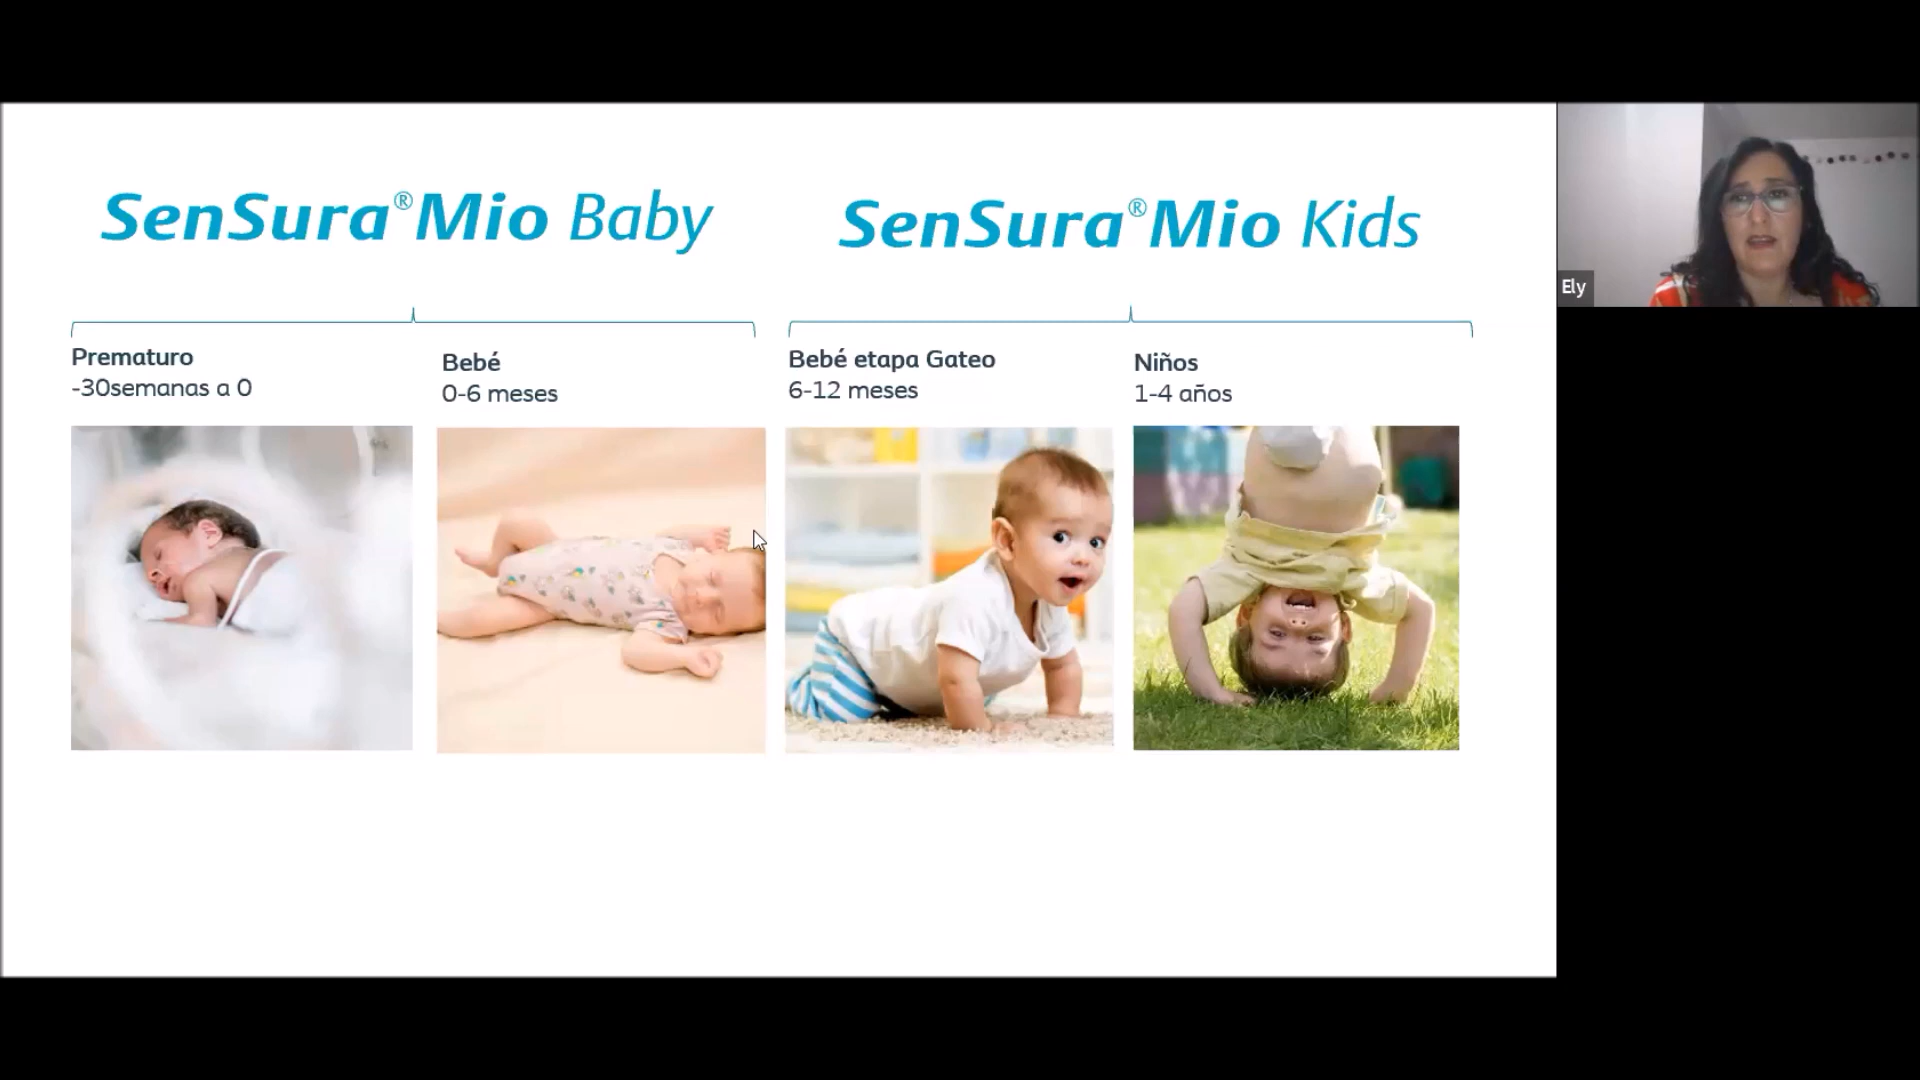 SenSura®Mio Baby
SenSura®Mio Kids
Prematuro
-30semanas a 0
Bebé
0-6 meses
Bebé etapa Gateo
6-12 meses
Niños
1-4 años
Ely